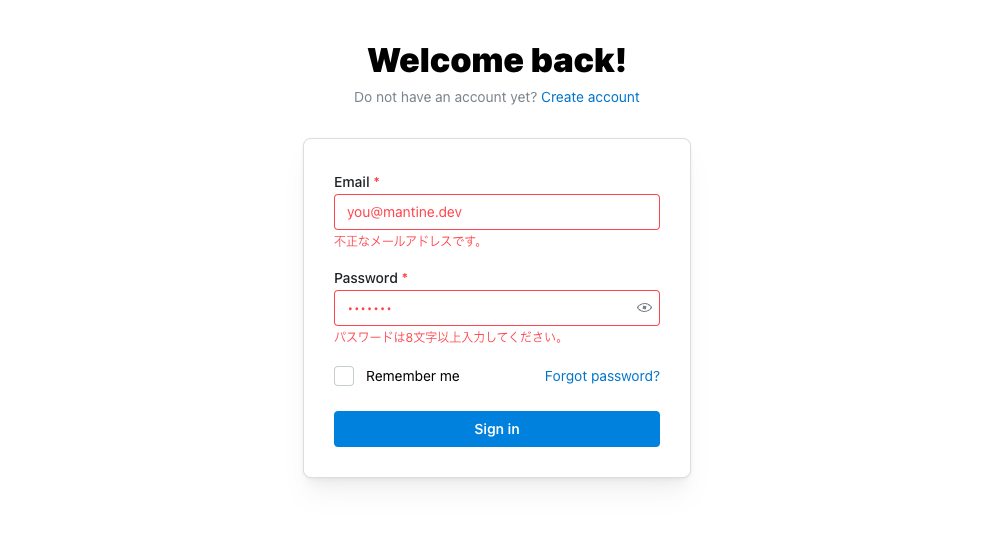 Welcome back!
Do not have an account yet? Create account
Email *
you@mantine.dev
不正なメールアドレスです。
Password *
•••••••
パスワードは8文字以上入力してください。
Remember me Forgot password?
Sign in